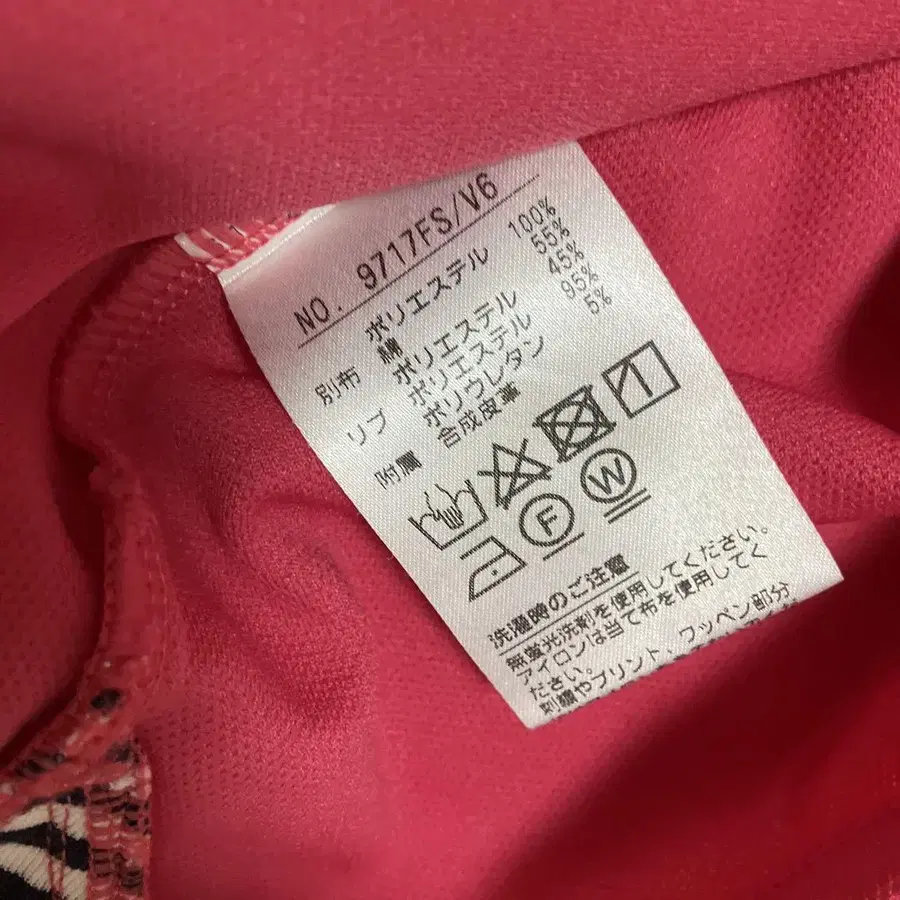 NO. 9717FS/V6
ポリエステル 100%
別布 綿 55%
ポリエステル 45%
リブ ポリエステル 95%
ポリウレタン 5%
附属 合成皮革
F W
洗濯時のご注意
無蛍光洗剤を使用してください。
アイロンは当て布を使用してく
ださい。
刺繍やプリント、ワッペン部分